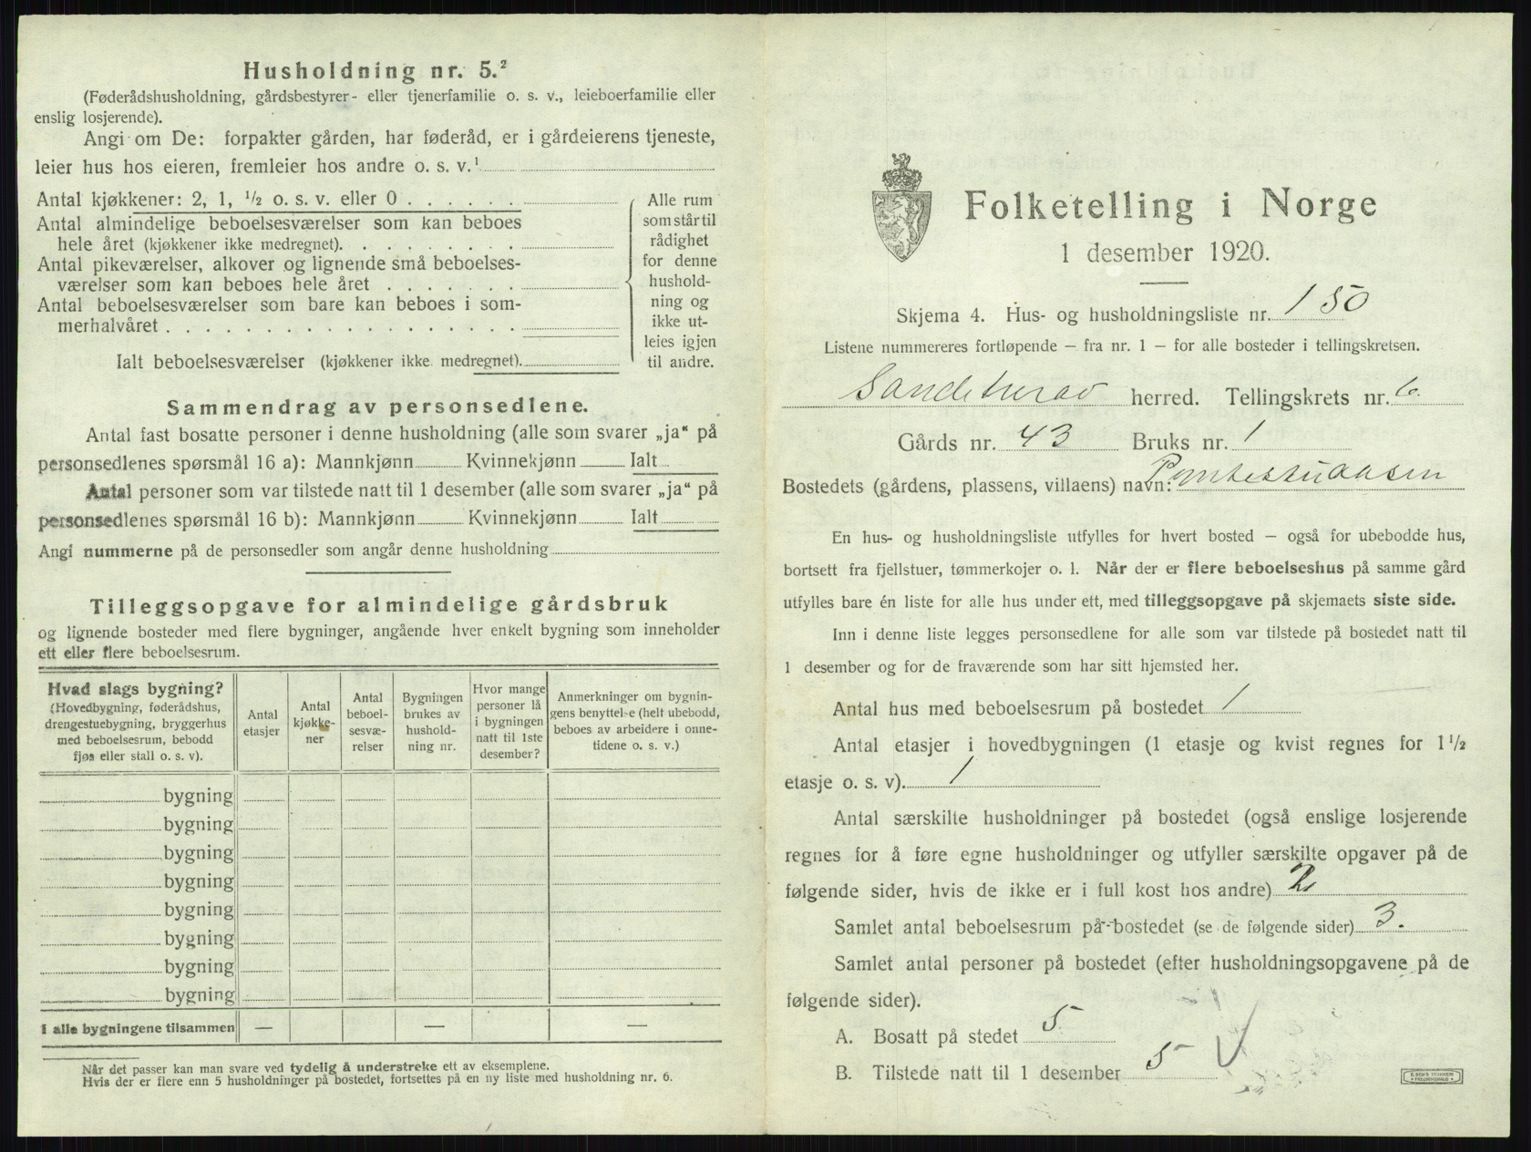 Husholdning nr. 5.²
(Føderådshusholdning, gårdsbestyrer- eller tjenerfamilie o. s. v., leieboerfamilie eller
enslig losjerende).
Angi om De: forpakter gården, har føderåd, er i gårdeierens tjeneste,
leier hus hos eieren, fremleier hos andre o. s. v.¹
Antal kjøkkener: 2, 1, ½ o. s. v. eller 0 . . . . . .
Antal almindelige beboelsesværelser som kan beboes
hele året (kjøkkener ikke medregnet). . . . . . . . .
Antal pikeværelser, alkover og lignende små beboelses-
værelser som kan beboes hele året . . . . . . .
Antal beboelsesværelser som bare kan beboes i som-
merhalvåret . . . . . . . . . . . . . . . . .
Ialt beboelsesværelser (kjøkkener ikke medregnet).
Alle rum
som står til
rådighet
for denne
hushold-
ning og
ikke ut-
leies igjen
til andre.
Sammendrag av personsedlene.
Antal fast bosatte personer i denne husholdning (alle som svarer „ja“ på
personsedlenes spørsmål 16 a): Mannkjønn Kvinnekjønn Ialt
Antal personer som var tilstede natt til 1 desember (alle som svarer „ja“ på
personsedlenes spørsmål 16 b): Mannkjønn Kvinnekjønn Ialt
Angi nummerne på de personsedler som angår denne husholdning
Tilleggsopgave for almindelige gårdsbruk
og lignende bosteder med flere bygninger, angående hver enkelt bygning som inneholder
ett eller flere beboelsesrum.
Hvad slags bygning?
(Hovedbygning, føderådshus,
drengestuebygning, bryggerhus
med beboelsesrum, bebodd
fjøs eller stall o. s. v).
Antal
etasjer
Antal
kjøkke-
ner
Antal
beboel-
sesvæ-
relser
Bygningen
brukes av
hushold-
ning nr.
Hvor mange
personer lå
i bygningen
natt til 1ste
desember?
Anmerkninger om bygnin-
gens benyttelse (helt ubebodd,
beboes av arbeidere i onne-
tidene o. s. v.)
bygning
bygning
bygning
bygning
bygning
bygning
bygning
bygning
I alle bygningene tilsammen — — —
¹ Når det passer kan man svare ved tydelig å understreke ett av eksemplene.
² Hvis der er flere enn 5 husholdninger på bostedet, fortsettes på en ny liste med husholdning nr. 6.
Folketelling i Norge
1 desember 1920.
Skjema 4. Hus- og husholdningsliste nr. 150
Listene nummereres fortløpende — fra nr. 1 — for alle bosteder i tellingskretsen.
Sandeherad herred. Tellingskrets nr. 6.
Gårds nr. 43 Bruks nr. 1
Bostedets (gårdens, plassens, villaens) navn:
En hus- og husholdningsliste utfylles for hvert bosted — også for ubebodde hus,
bortsett fra fjellstuer, tømmerkojer o. l. Når der er flere beboelseshus på samme gård
utfylles bare én liste for alle hus under ett, med tilleggsopgave på skjemaets siste side.
Inn i denne liste legges personsedlene for alle som var tilstede på bostedet natt til
1 desember og for de fraværende som har sitt hjemsted her.
Antal hus med beboelsesrum på bostedet 1
Antal etasjer i hovedbygningen (1 etasje og kvist regnes for 1½
etasje o. s. v). 1
Antal særskilte husholdninger på bostedet (også enslige losjerende
regnes for å føre egne husholdninger og utfyller særskilte opgaver på de
følgende sider, hvis de ikke er i full kost hos andre) 2
Samlet antal beboelsesrum på bostedet (se de følgende sider) 3.
Samlet antal personer på bostedet (efter husholdningsopgavene på de
følgende sider).
A. Bosatt på stedet 5
B. Tilstede natt til 1 desember 5